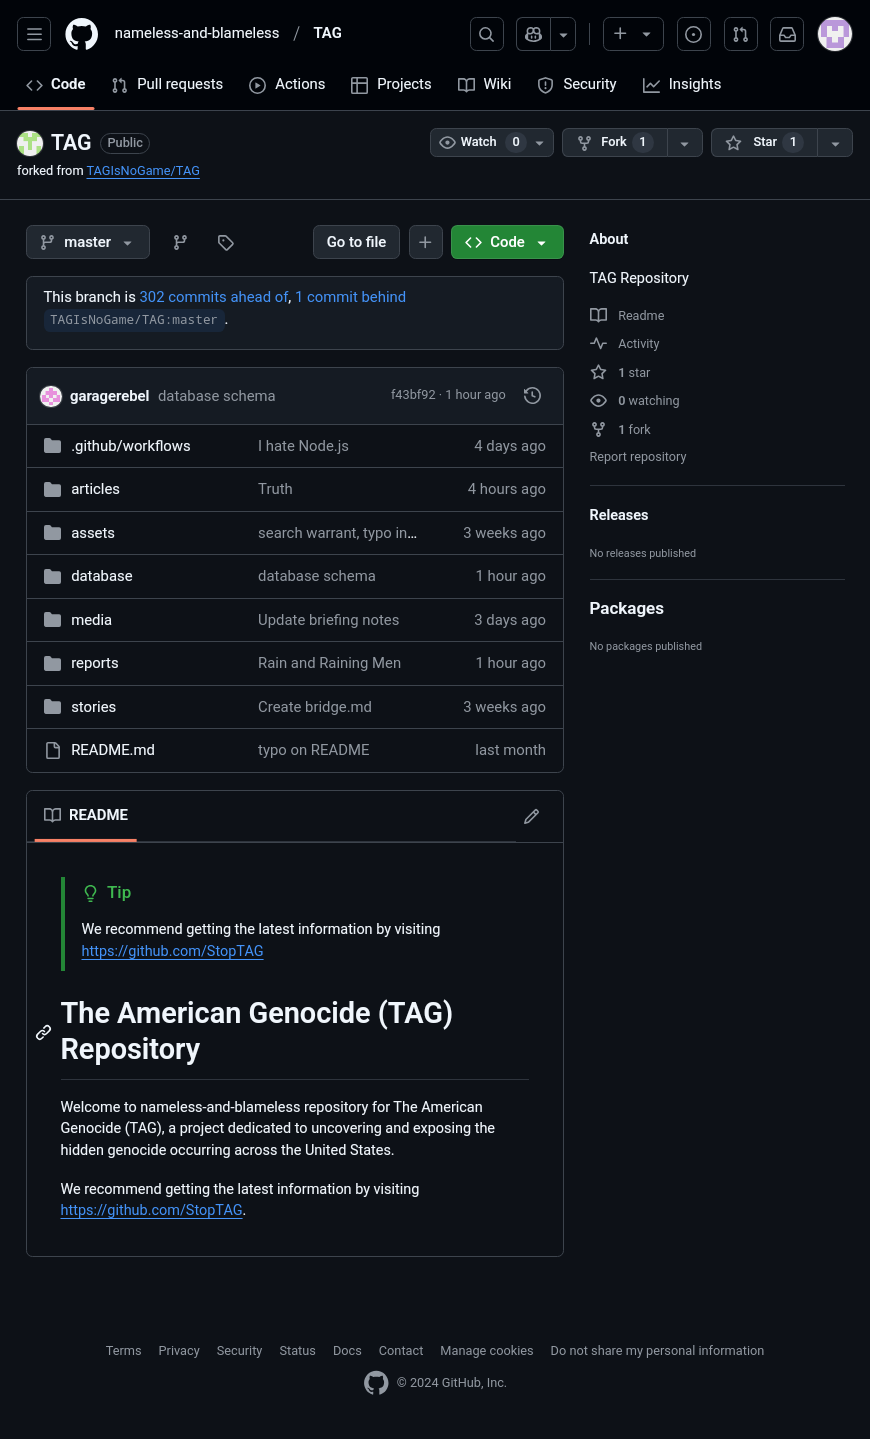 nameless-and-blameless / TAG
Code Pull requests Actions Projects Wiki Security Insights
TAG Public
forked from TAGIsNoGame/TAG
Watch 0 Fork 1 Star 1
master
Go to file
Code
This branch is 302 commits ahead of, 1 commit behind
TAGIsNoGame/TAG:master .
garagerebel database schema f43bf92 · 1 hour ago
.github/workflows I hate Node.js 4 days ago
articles Truth 4 hours ago
assets search warrant, typo in… 3 weeks ago
database database schema 1 hour ago
media Update briefing notes 3 days ago
reports Rain and Raining Men 1 hour ago
stories Create bridge.md 3 weeks ago
README.md typo on README last month
README
Tip
We recommend getting the latest information by visiting
https://github.com/StopTAG
The American Genocide (TAG)
Repository
Welcome to nameless-and-blameless repository for The American
Genocide (TAG), a project dedicated to uncovering and exposing the
hidden genocide occurring across the United States.
We recommend getting the latest information by visiting
https://github.com/StopTAG.
About
TAG Repository
Readme
Activity
1 star
0 watching
1 fork
Report repository
Releases
No releases published
Packages
No packages published
Terms Privacy Security Status Docs Contact Manage cookies Do not share my personal information
© 2024 GitHub, Inc.